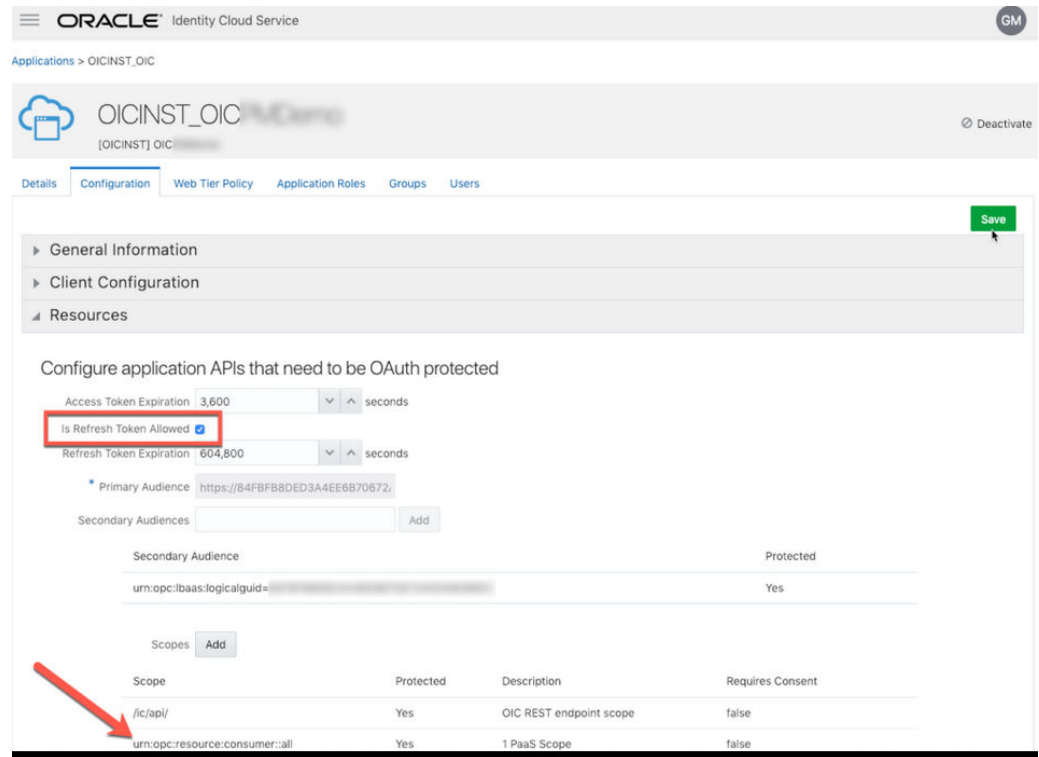 ORACLE® Identity Cloud Service GM
Applications > OICINST_OIC
OICINST_OIC
[OICINST] OIC
Deactivate
Details Configuration Web Tier Policy Application Roles Groups Users
Save
General Information
Client Configuration
Resources
Configure application APIs that need to be OAuth protected
Access Token Expiration 3,600 seconds
Is Refresh Token Allowed
Refresh Token Expiration 604,800 seconds
* Primary Audience https://84FBFB8DED3A4EE6B70672
Secondary Audiences Add
Secondary Audience Protected
urn:opc:lbaas:logicalguid= Yes
Scopes Add
Scope Protected Description Requires Consent
/ic/api/ Yes OIC REST endpoint scope false
urn:opc:resource:consumer::all Yes 1 PaaS Scope false